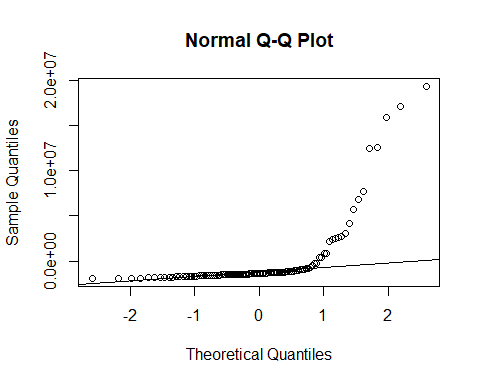 Normal Q-Q Plot
Sample Quantiles
2.0e+07
1.0e+07
0.0e+00
-2 -1 0 1 2
Theoretical Quantiles